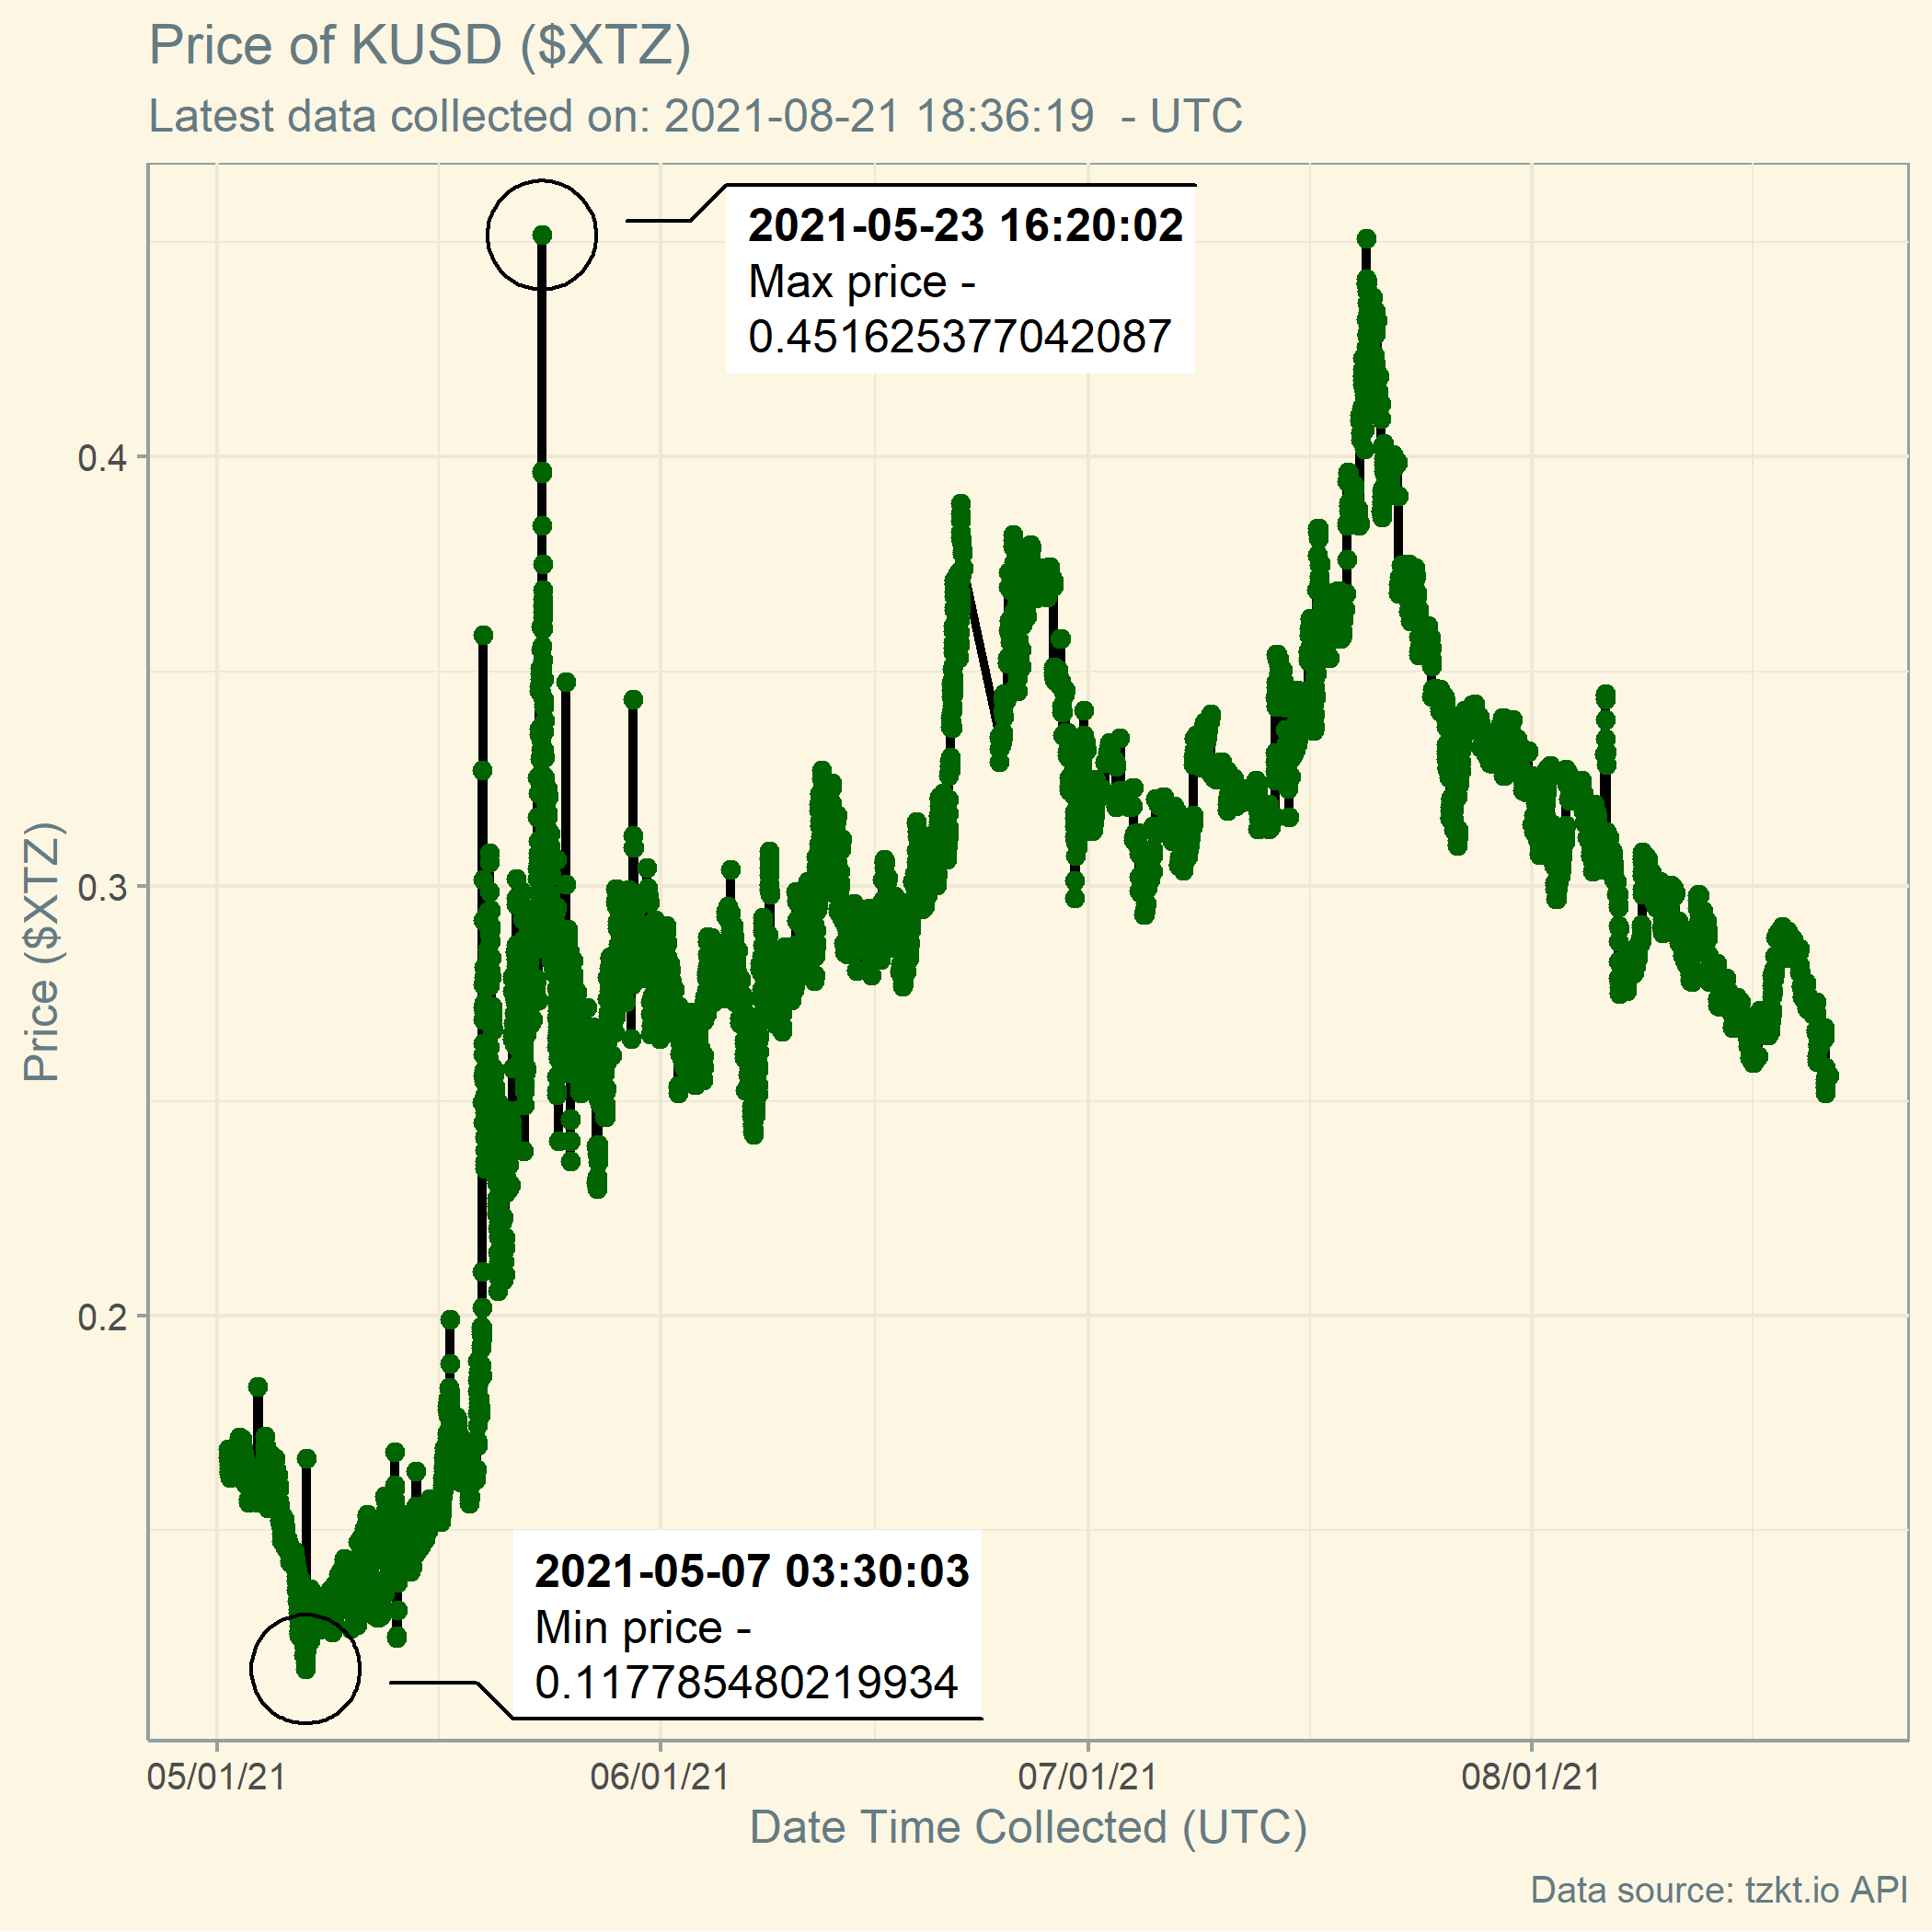 Price of KUSD ($XTZ)
Latest data collected on: 2021-08-21 18:36:19  - UTC
2021-05-23 16:20:02
Max price -
0.451625377042087
0.4
0.3
0.2
Price ($XTZ)
2021-05-07 03:30:03
Min price -
0.117785480219934
05/01/21 06/01/21 07/01/21 08/01/21
Date Time Collected (UTC)
Data source: tzkt.io API